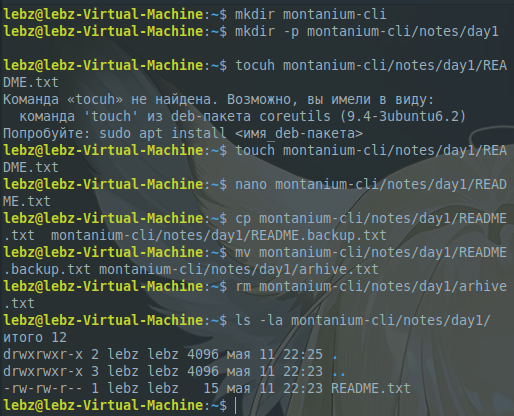 lebz@lebz-Virtual-Machine:~$ mkdir montanium-cli
lebz@lebz-Virtual-Machine:~$ mkdir -p montanium-cli/notes/day1
lebz@lebz-Virtual-Machine:~$ tocuh montanium-cli/notes/day1/REA
DME.txt
Команда «tocuh» не найдена. Возможно, вы имели в виду:
  команда 'touch' из deb-пакета coreutils (9.4-3ubuntu6.2)
Попробуйте: sudo apt install <имя_deb-пакета>
lebz@lebz-Virtual-Machine:~$ touch montanium-cli/notes/day1/REA
DME.txt
lebz@lebz-Virtual-Machine:~$ nano montanium-cli/notes/day1/READ
ME.txt
lebz@lebz-Virtual-Machine:~$ cp montanium-cli/notes/day1/README
.txt  montanium-cli/notes/day1/README.backup.txt
lebz@lebz-Virtual-Machine:~$ mv montanium-cli/notes/day1/README
.backup.txt montanium-cli/notes/day1/arhive.txt
lebz@lebz-Virtual-Machine:~$ rm montanium-cli/notes/day1/arhive
.txt
lebz@lebz-Virtual-Machine:~$ ls -la montanium-cli/notes/day1/
итого 12
drwxrwxr-x 2 lebz lebz 4096 мая 11 22:25 .
drwxrwxr-x 3 lebz lebz 4096 мая 11 22:23 ..
-rw-rw-r-- 1 lebz lebz   15 мая 11 22:23 README.txt
lebz@lebz-Virtual-Machine:~$